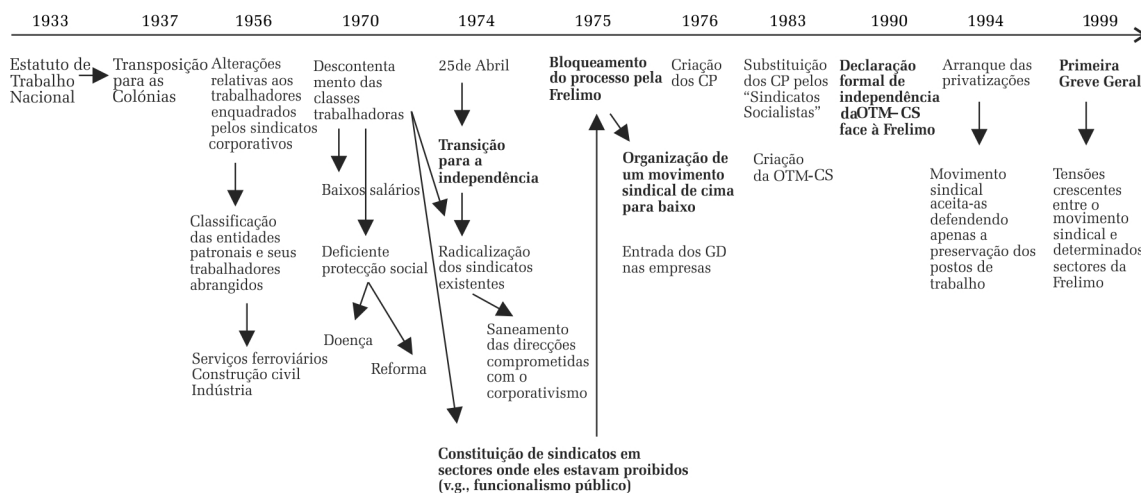 1933 1937 1956 1970 1974 1975 1976 1983 1990 1994 1999
Estatuto de
Trabalho
Nacional
Transposição
para as
Colónias
Alterações
relativas aos
trabalhadores
enquadrados
pelos sindicatos
corporativos
Classificação
das entidades
patronais e seus
trabalhadores
abrangidos
Serviços ferroviários
Construção civil
Indústria
Descontenta
mento das
classes
trabalhadoras
Baixos salários
Deficiente
protecção social
Doença
Reforma
25de Abril
Transição
para a
independência
Radicalização
dos sindicatos
existentes
Saneamento
das direcções
comprometidas
com o
corporativismo
Constituição de sindicatos em
sectores onde eles estavam proibidos
(v.g., funcionalismo público)
Bloqueamento
do processo pela
Frelimo
Organização de
um movimento
sindical de cima
para baixo
Entrada dos GD
nas empresas
Criação
dos CP
Substituição
dos CP pelos
“Sindicatos
Socialistas”
Criação
da OTM-CS
Declaração
formal de
independência
daOTM–CS
face à Frelimo
Arranque das
privatizações
Movimento
sindical
aceita-as
defendendo
apenas a
preservação dos
postos de
trabalho
Primeira
Greve Geral
Tensões
crescentes
entre o
movimento
sindical e
determinados
sectores da
Frelimo